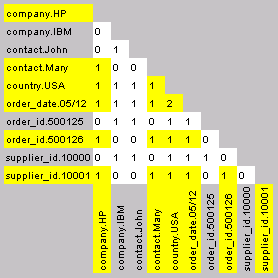 company.HP
company.IBM 0
contact.John 0 1
contact.Mary 1 0 0
country.USA 1 1 1 1
order_date.05/12 1 1 1 1 2
order_id.500125 0 1 1 0 1 1
order_id.500126 1 0 0 1 1 1 0
supplier_id.10000 0 1 1 0 1 1 1 0
supplier_id.10001 1 0 0 1 1 1 0 1 0
company.HP
company.IBM
contact.John
contact.Mary
country.USA
order_date.05/12
order_id.500125
order_id.500126
supplier_id.10000
supplier_id.10001